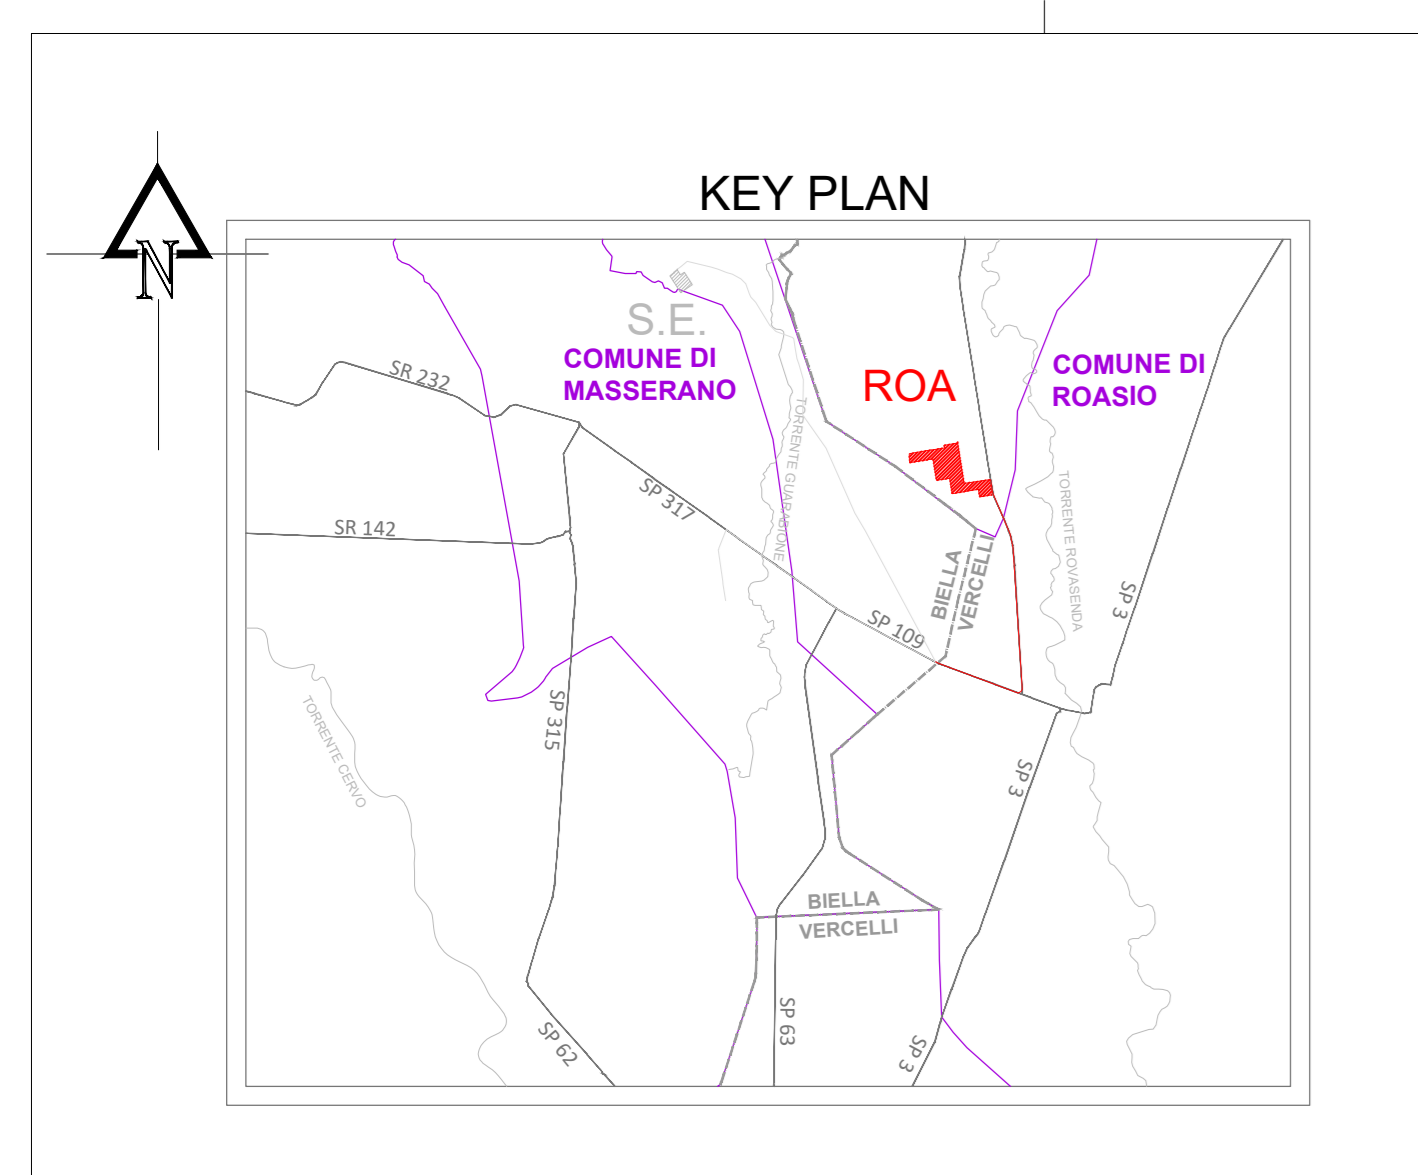 KEY PLAN
N
S.E.
COMUNE DI
MASSERANO
SR 232
ROA
COMUNE DI
ROASIO
TORRENTE GUARABIONE
SP 317
TORRENTE ROVASENDA
SR 142
BIELLA
VERCELLI
SP 3
SP 109
TORRENTE CERVO
SP 315
SP 3
BIELLA
VERCELLI
SP 63
SP 62
SP 3